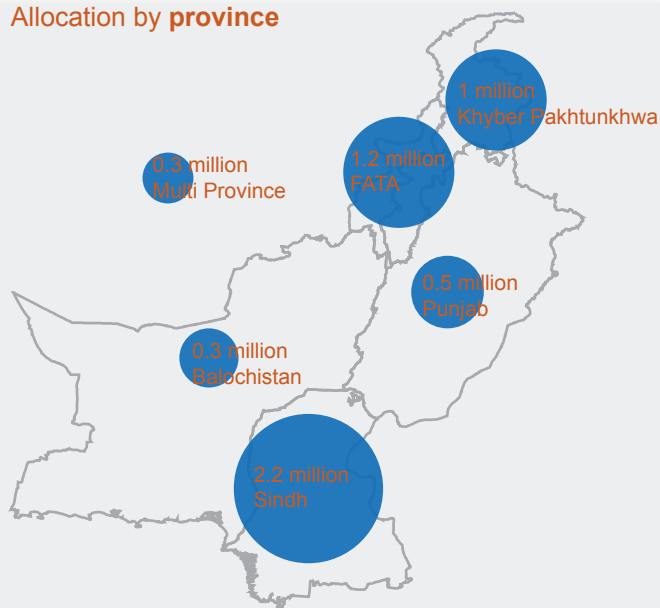 Allocation by province
1 million
Khyber Pakhtunkhwa
1.2 million
FATA
0.3 million
Multi Province
0.5 million
Punjab
0.3 million
Balochistan
2.2 million
Sindh